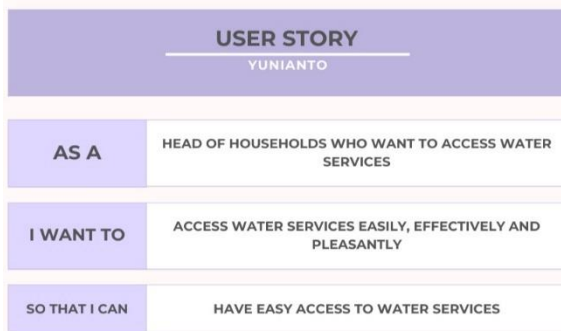 USER STORY
YUNIANTO
AS A
HEAD OF HOUSEHOLDS WHO WANT TO ACCESS WATER
SERVICES
I WANT TO
ACCESS WATER SERVICES EASILY, EFFECTIVELY AND
PLEASANTLY
SO THAT I CAN
HAVE EASY ACCESS TO WATER SERVICES